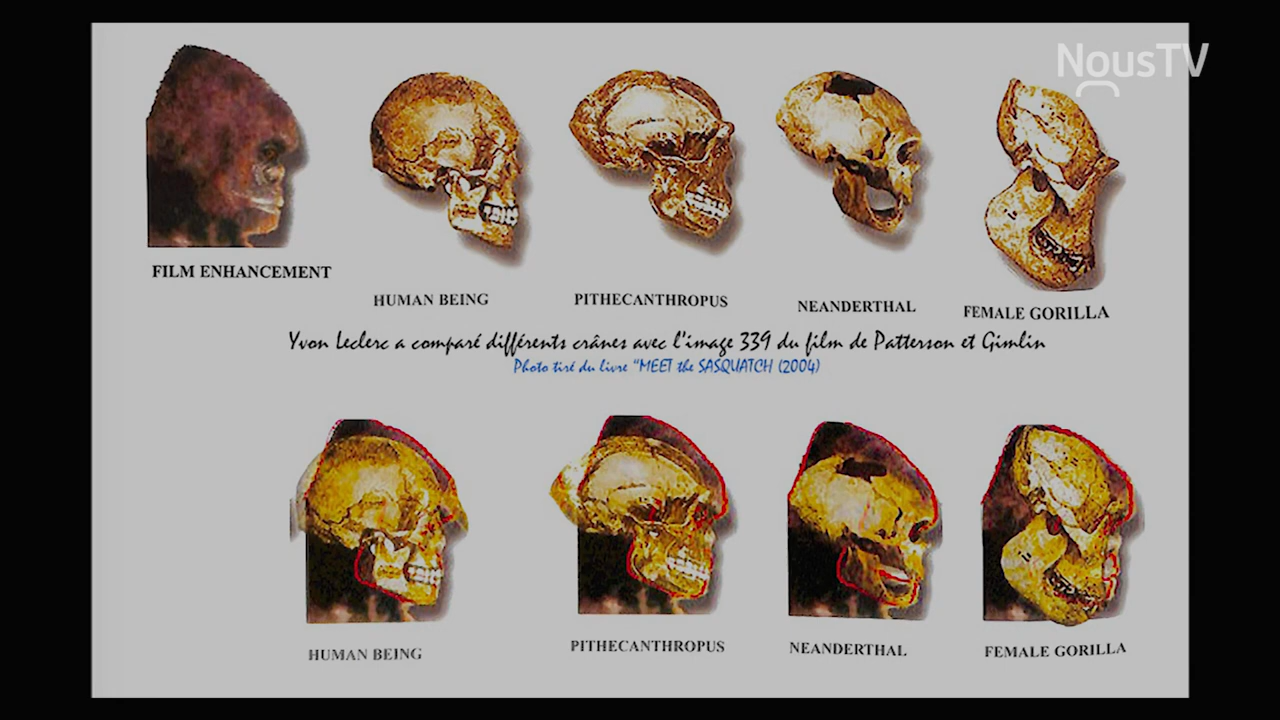 NousTV
FILM ENHANCEMENT
HUMAN BEING
PITHECANTHROPUS
NEANDERTHAL
FEMALE GORILLA
Yvon Leclerc a comparé différents crânes avec l'image 339 du film de Patterson et Gimlin
Photo tiré du livre "MEET the SASQUATCH (2004)
HUMAN BEING
PITHECANTHROPUS
NEANDERTHAL
FEMALE GORILLA